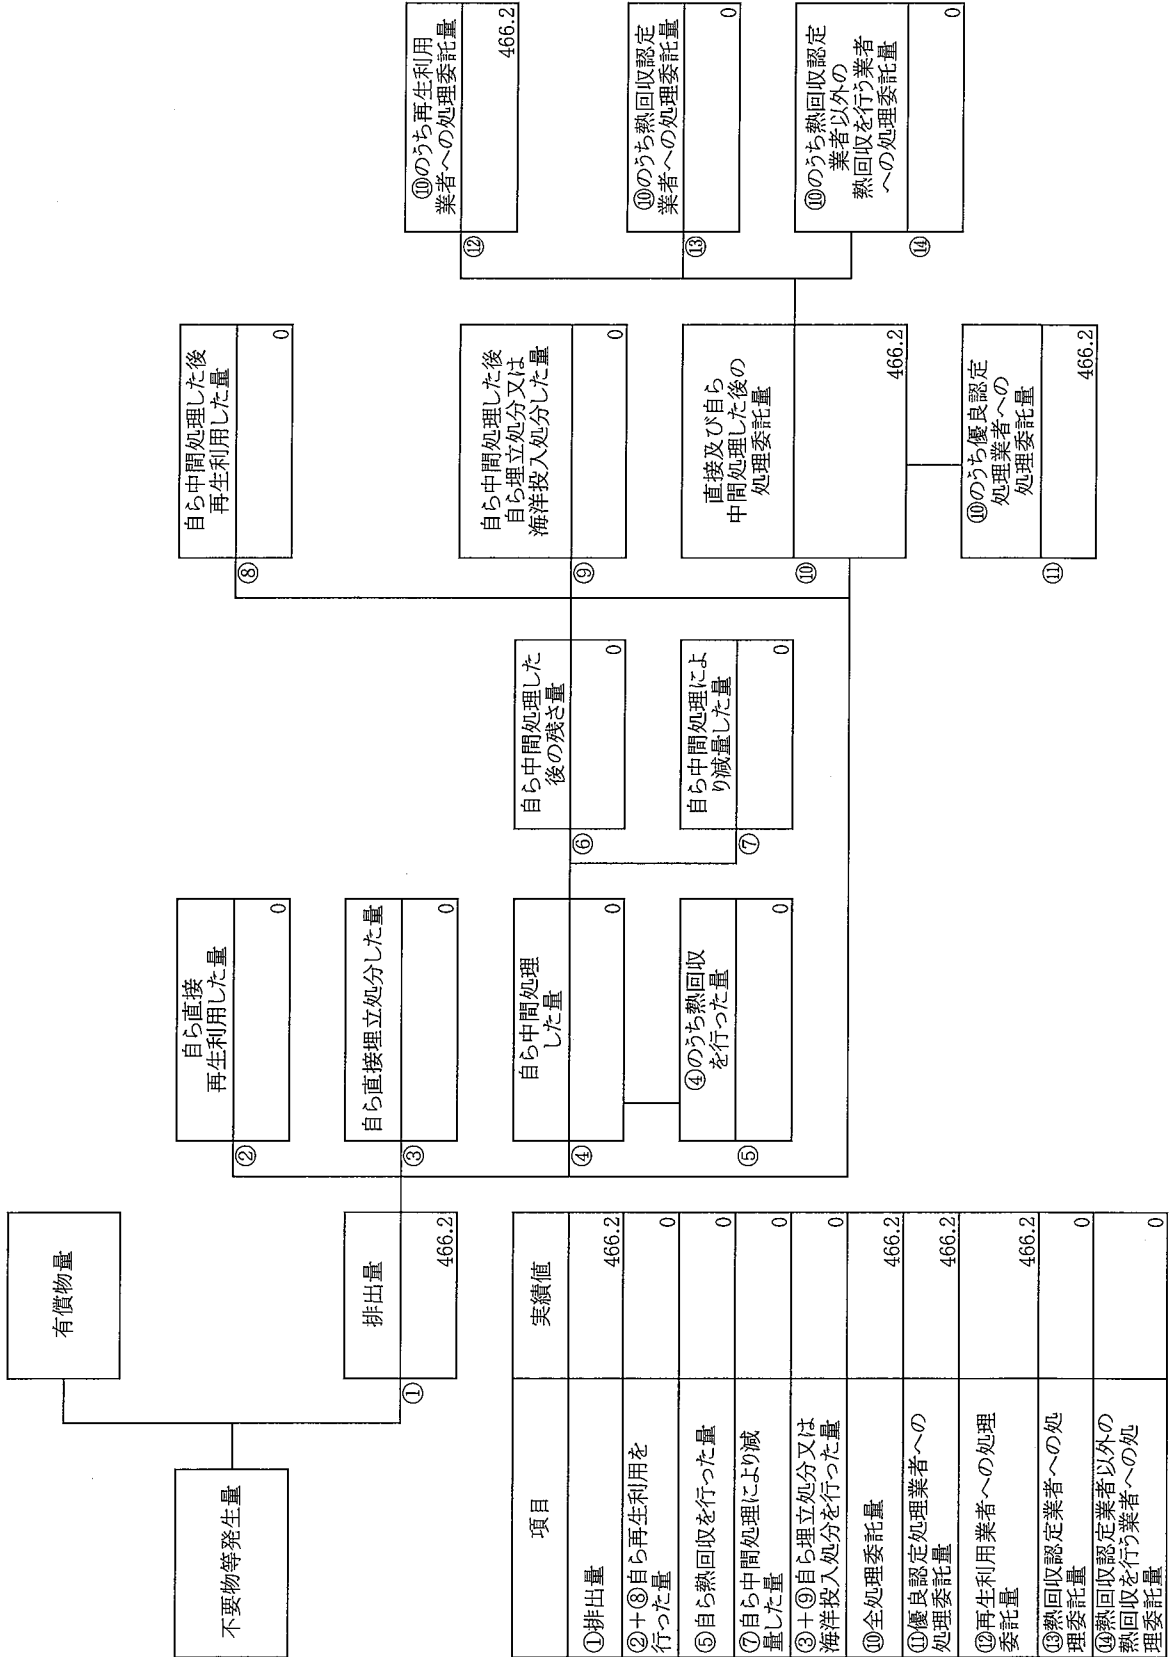 不要物等発生量
有償物量
①
排出量
466.2
②
自ら直接
再生利用した量
0
③
自ら直接埋立処分した量
0
④
自ら中間処理
した量
0
⑤
④のうち熱回収
を行った量
0
⑥
自ら中間処理した
後の残さ量
0
⑦
自ら中間処理によ
り減量した量
0
⑧
自ら中間処理した後
再生利用した量
0
⑨
自ら中間処理した後
自ら埋立処分又は
海洋投入処分した量
0
⑩
直接及び自ら
中間処理した後の
処理委託量
466.2
⑪
⑩のうち優良認定
処理業者への
処理委託量
466.2
⑫
⑩のうち再生利用
業者への処理委託量
466.2
⑬
⑩のうち熱回収認定
業者への処理委託量
0
⑭
⑩のうち熱回収認定
業者以外の
熱回収を行う業者
への処理委託量
0
項目 実績値
①排出量 466.2
②+⑧自ら再生利用を
行った量 0
⑤自ら熱回収を行った量 0
⑦自ら中間処理により減
量した量 0
③+⑨自ら埋立処分又は
海洋投入処分を行った量 0
⑩全処理委託量 466.2
⑪優良認定処理業者への
処理委託量 466.2
⑫再生利用業者への処理
委託量 466.2
⑬熱回収認定業者への処
理委託量 0
⑭熱回収認定業者以外の
熱回収を行う業者への処
理委託量 0